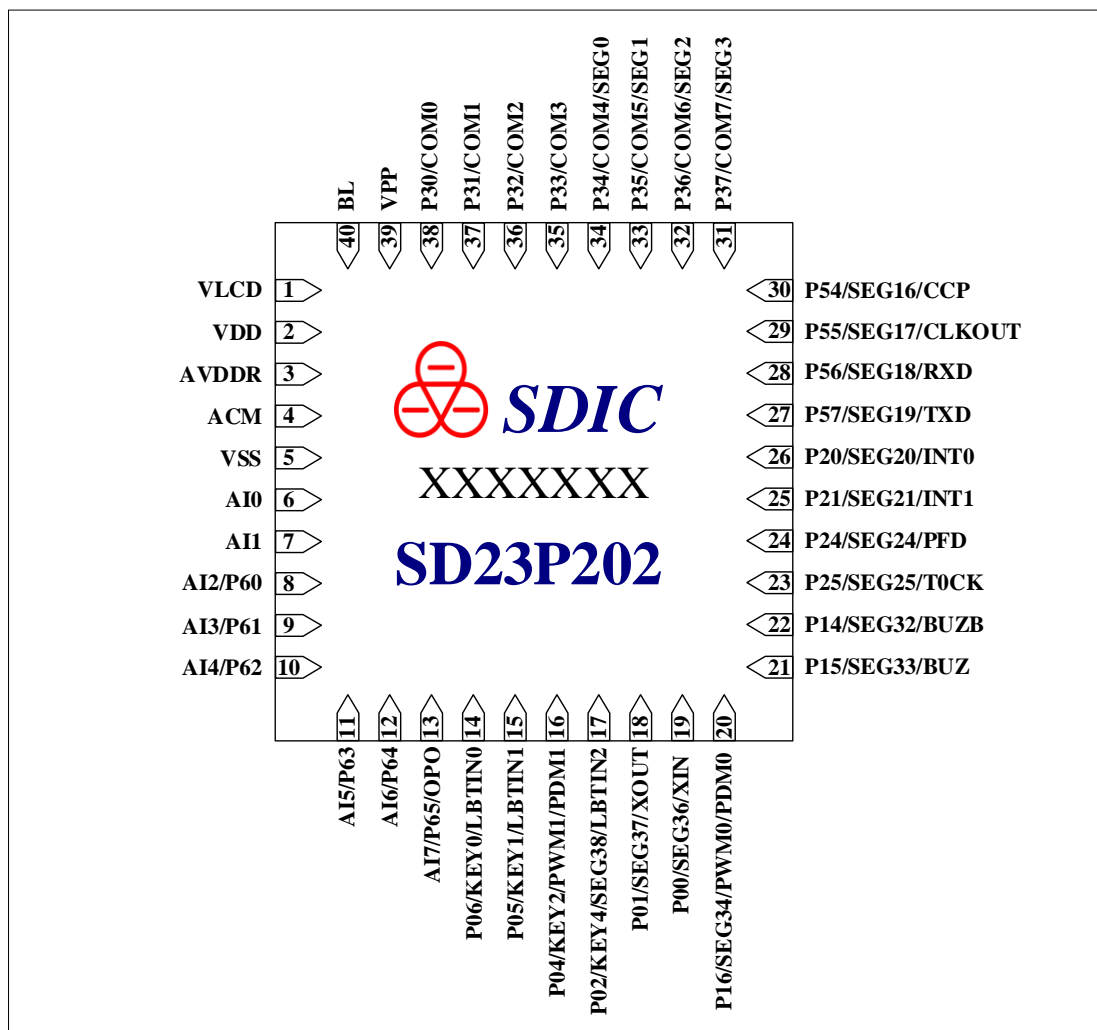 BL
VPP
P30/COM0
P31/COM1
P32/COM2
P33/COM3
P34/COM4/SEG0
P35/COM5/SEG1
P36/COM6/SEG2
P37/COM7/SEG3
40
39
38
37
36
35
34
33
32
31
VLCD 1
VDD 2
AVDDR 3
ACM 4
VSS 5
AI0 6
AI1 7
AI2/P60 8
AI3/P61 9
AI4/P62 10
SDIC
XXXXXXX
SD23P202
30 P54/SEG16/CCP
29 P55/SEG17/CLKOUT
28 P56/SEG18/RXD
27 P57/SEG19/TXD
26 P20/SEG20/INT0
25 P21/SEG21/INT1
24 P24/SEG24/PFD
23 P25/SEG25/T0CK
22 P14/SEG32/BUZB
21 P15/SEG33/BUZ
11
12
13
14
15
16
17
18
19
20
AI5/P63
AI6/P64
AI7/P65/OPO
P06/KEY0/LBTIN0
P05/KEY1/LBTIN1
P04/KEY2/PWM1/PDM1
P02/KEY4/SEG38/LBTIN2
P01/SEG37/XOUT
P00/SEG36/XIN
P16/SEG34/PWM0/PDM0